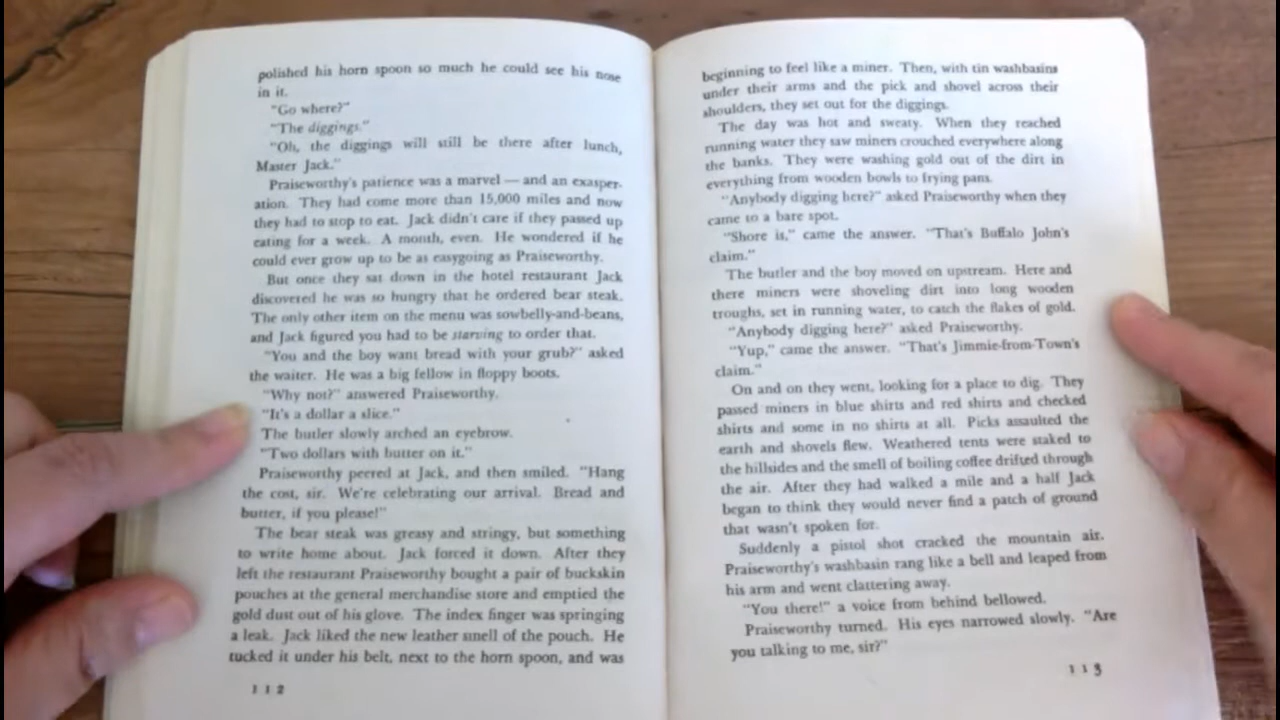 polished his horn spoon so much he could see his nose
in it.
"Go where?"
"The diggings."
"Oh, the diggings will still be there after lunch,
Master Jack."
Praiseworthy's patience was a marvel — and an exasper-
ation. They had come more than 15,000 miles and now
they had to stop to eat. Jack didn't care if they passed up
eating for a week. A month, even. He wondered if he
could ever grow up to be as easygoing as Praiseworthy.
But once they sat down in the hotel restaurant Jack
discovered he was so hungry that he ordered bear steak.
The only other item on the menu was sowbelly-and-beans,
and Jack figured you had to be starving to order that.
"You and the boy want bread with your grub?" asked
the waiter. He was a big fellow in floppy boots.
"Why not?" answered Praiseworthy.
"It's a dollar a slice."
The butler slowly arched an eyebrow.
"Two dollars with butter on it."
Praiseworthy peered at Jack, and then smiled. "Hang
the cost, sir. We're celebrating our arrival. Bread and
butter, if you please!"
The bear steak was greasy and stringy, but something
to write home about. Jack forced it down. After they
left the restaurant Praiseworthy bought a pair of buckskin
pouches at the general merchandise store and emptied the
gold dust out of his glove. The index finger was springing
a leak. Jack liked the new leather smell of the pouch. He
tucked it under his belt, next to the horn spoon, and was
112
beginning to feel like a miner. Then, with tin washbasins
under their arms and the pick and shovel across their
shoulders, they set out for the diggings.
The day was hot and sweaty. When they reached
running water they saw miners crouched everywhere along
the banks. They were washing gold out of the dirt in
everything from wooden bowls to frying pans.
"Anybody digging here?" asked Praiseworthy when they
came to a bare spot.
"Shore is," came the answer. "That's Buffalo John's
claim."
The butler and the boy moved on upstream. Here and
there miners were shoveling dirt into long wooden
troughs, set in running water, to catch the flakes of gold.
"Anybody digging here?" asked Praiseworthy.
"Yup," came the answer. "That's Jimmie-from-Town's
claim."
On and on they went, looking for a place to dig. They
passed miners in blue shirts and red shirts and checked
shirts and some in no shirts at all. Picks assaulted the
earth and shovels flew. Weathered tents were staked to
the hillsides and the smell of boiling coffee drifted through
the air. After they had walked a mile and a half Jack
began to think they would never find a patch of ground
that wasn't spoken for.
Suddenly a pistol shot cracked the mountain air.
Praiseworthy's washbasin rang like a bell and leaped from
his arm and went clattering away.
"You there!" a voice from behind bellowed.
Praiseworthy turned. His eyes narrowed slowly. "Are
you talking to me, sir?"
113